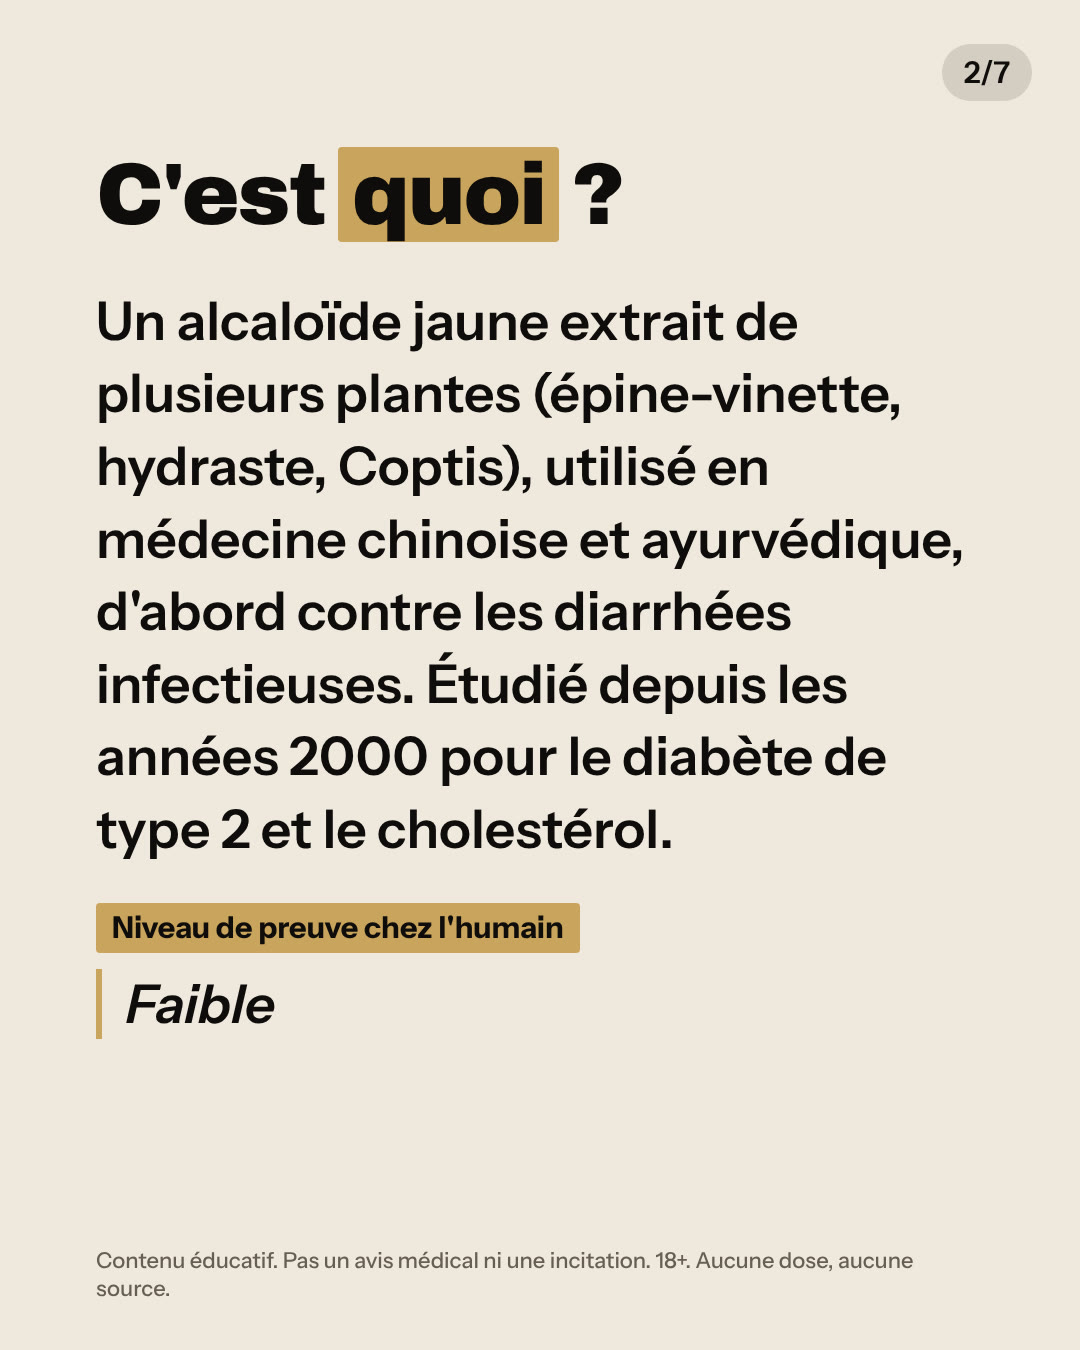 2/7
C'est quoi ?
Un alcaloïde jaune extrait de
plusieurs plantes (épine-vinette,
hydraste, Coptis), utilisé en
médecine chinoise et ayurvédique,
d'abord contre les diarrhées
infectieuses. Étudié depuis les
années 2000 pour le diabète de
type 2 et le cholestérol.
Niveau de preuve chez l'humain
Faible
Contenu éducatif. Pas un avis médical ni une incitation. 18+. Aucune dose, aucune
source.